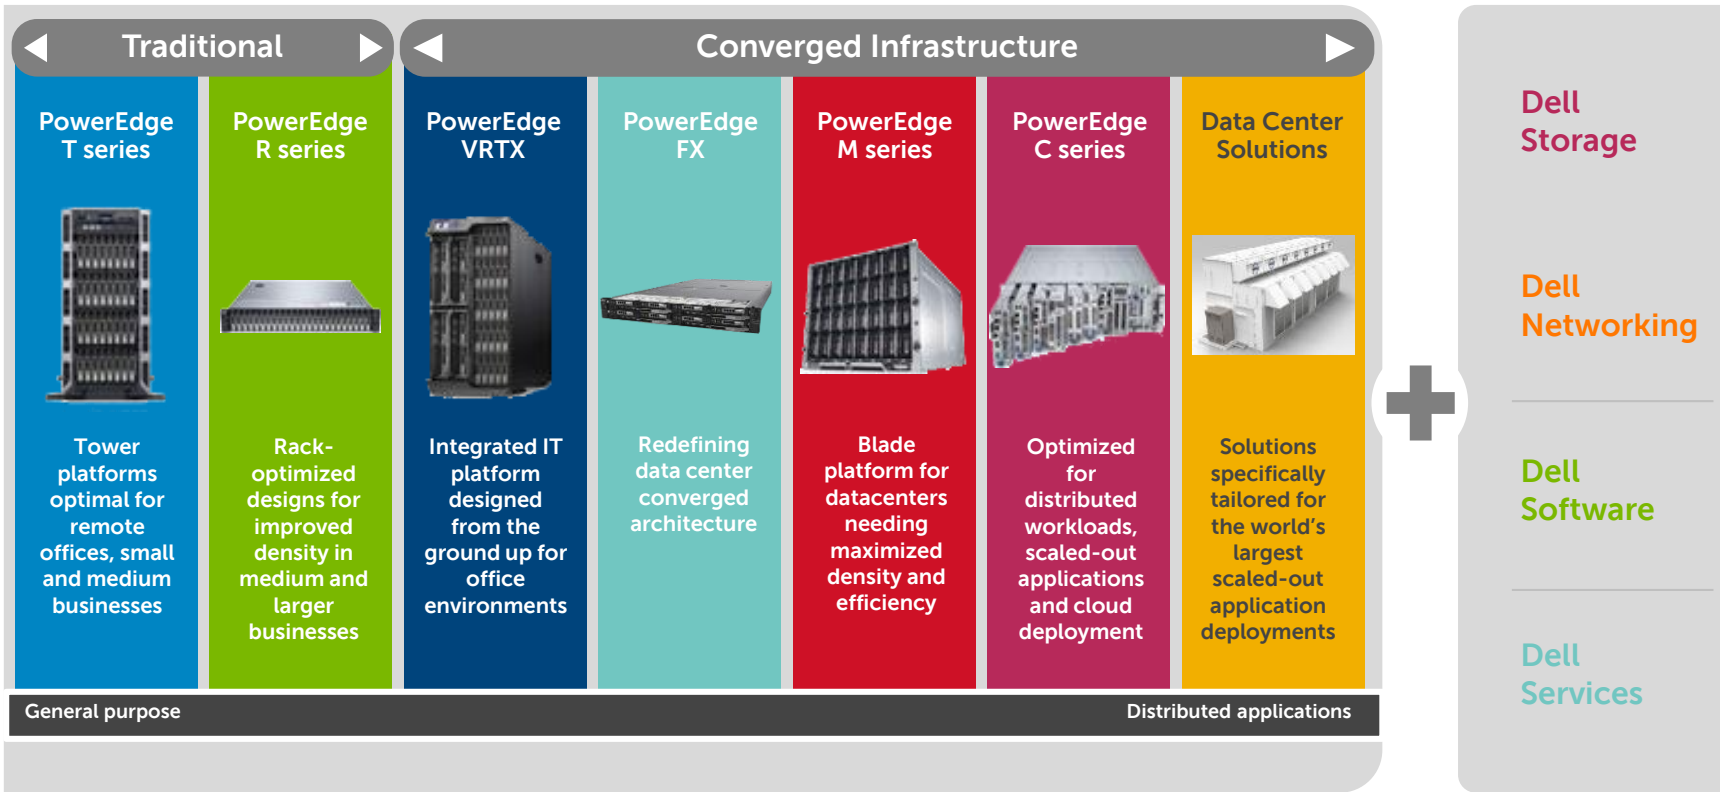 Traditional
Converged Infrastructure
PowerEdge
T series
Tower
platforms
optimal for
remote
offices, small
and medium
businesses
PowerEdge
R series
Rack-
optimized
designs for
improved
density in
medium and
larger
businesses
PowerEdge
VRTX
Integrated IT
platform
designed
from the
ground up for
office
environments
PowerEdge
FX
Redefining
data center
converged
architecture
PowerEdge
M series
Blade
platform for
datacenters
needing
maximized
density and
efficiency
PowerEdge
C series
Optimized
for
distributed
workloads,
scaled-out
applications
and cloud
deployment
Data Center
Solutions
Solutions
specifically
tailored for
the world’s
largest
scaled-out
application
deployments
General purpose
Distributed applications
Dell
Storage
Dell
Networking
Dell
Software
Dell
Services